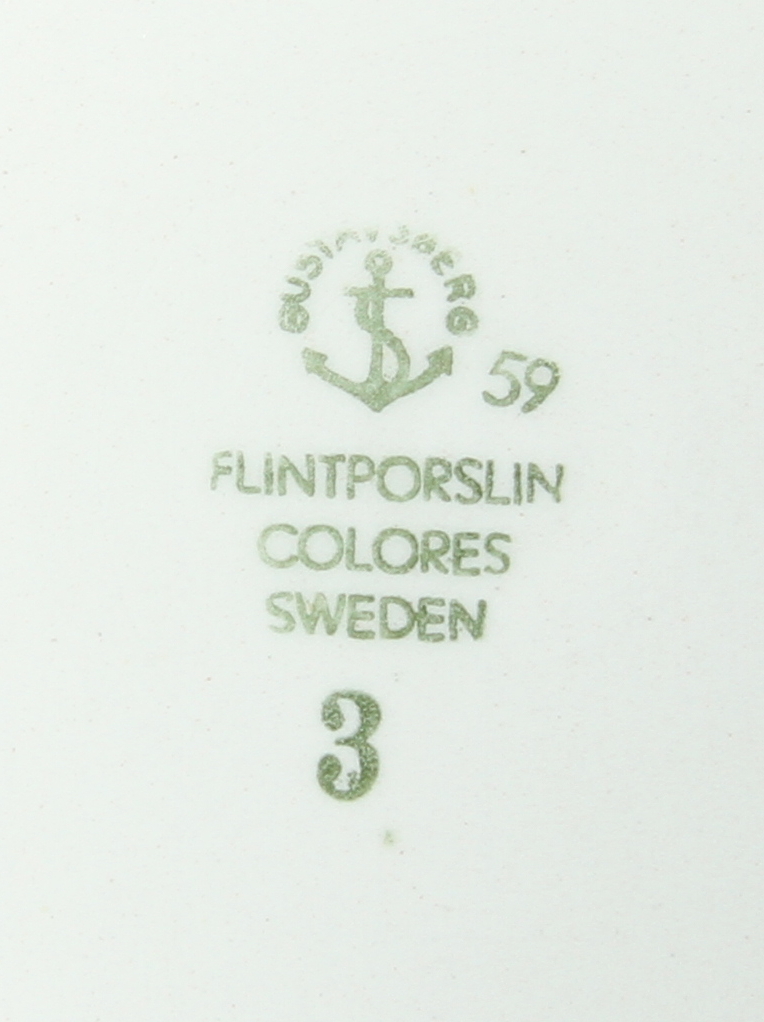 GUSTAVSBERG
59
FLINTPORSLIN
COLORES
SWEDEN
3